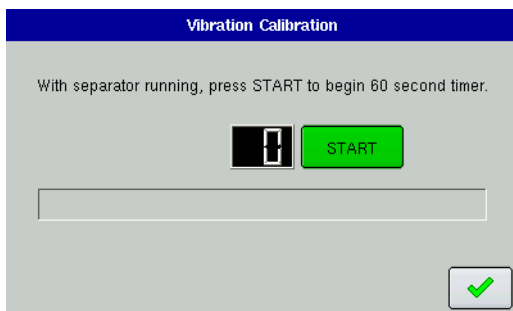 Vibration Calibration
With separator running, press START to begin 60 second timer.
0 START